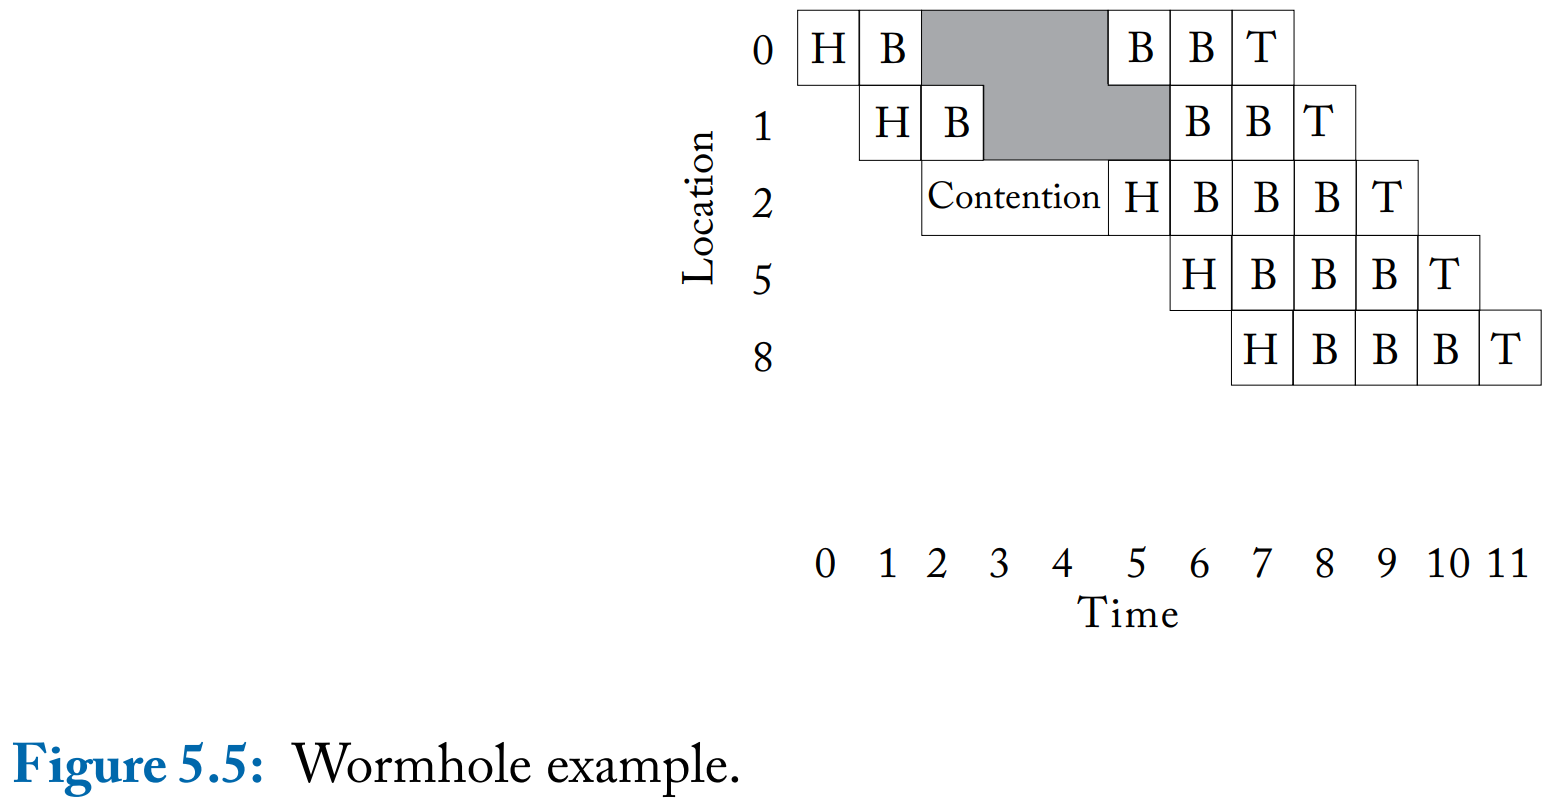 0 H B B B T
1 H B B B T
2 Contention H B B B T
5 H B B B T
8 H B B B T
Location
0 1 2 3 4 5 6 7 8 9 10 11
Time
Figure 5.5: Wormhole example.